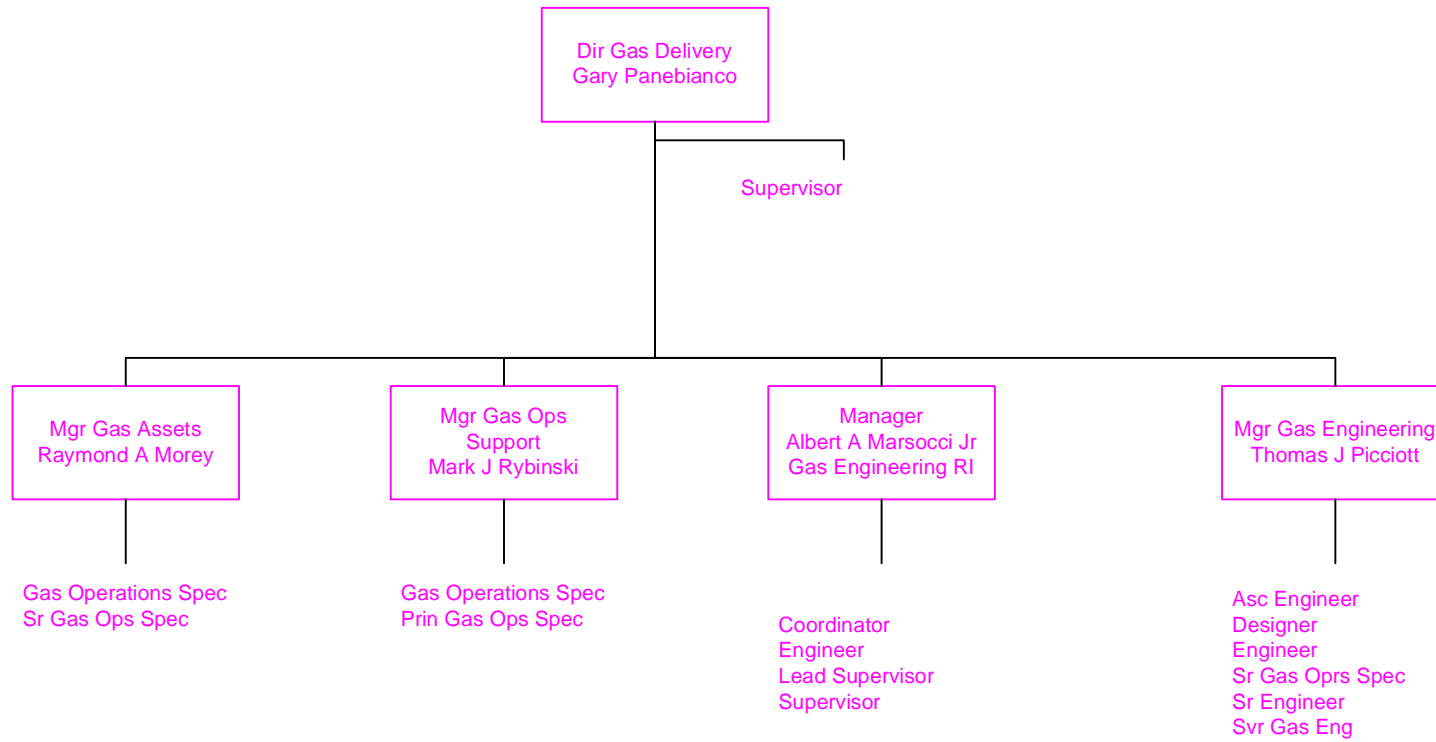 Dir Gas Delivery
Gary Panebianco
Supervisor
Mgr Gas Assets
Raymond A Morey
Mgr Gas Ops
Support
Mark J Rybinski
Manager
Albert A Marsocci Jr
Gas Engineering RI
Mgr Gas Engineering
Thomas J Picciott
Gas Operations Spec
Sr Gas Ops Spec
Gas Operations Spec
Prin Gas Ops Spec
Coordinator
Engineer
Lead Supervisor
Supervisor
Asc Engineer
Designer
Engineer
Sr Gas Oprs Spec
Sr Engineer
Svr Gas Eng